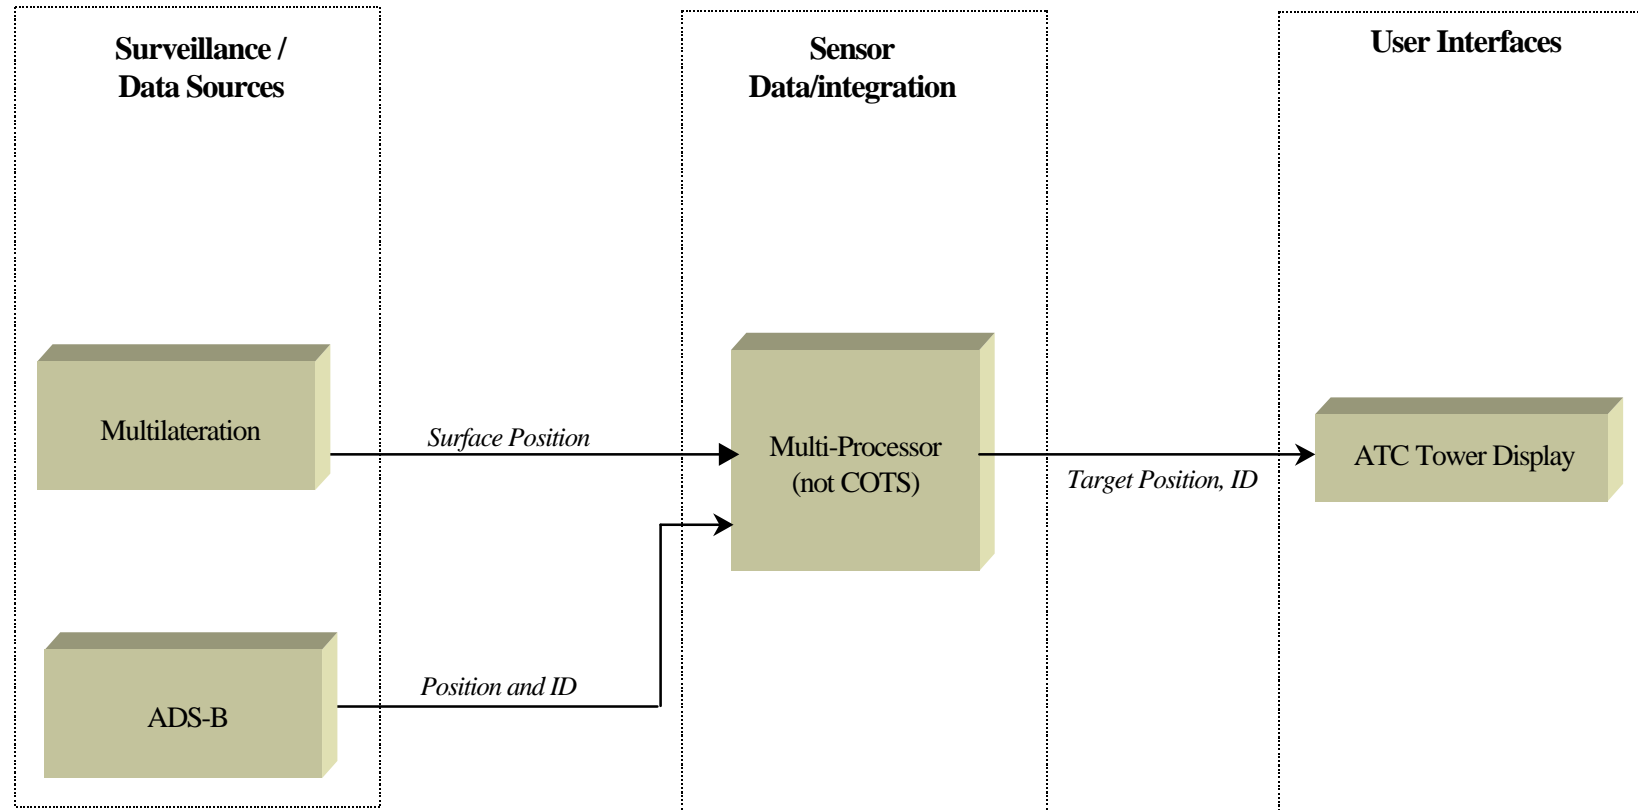 Surveillance /
Data Sources
Sensor
Data/integration
User Interfaces
Multilateration
Surface Position
Multi-Processor
(not COTS)
Target Position, ID
ATC Tower Display
Position and ID
ADS-B